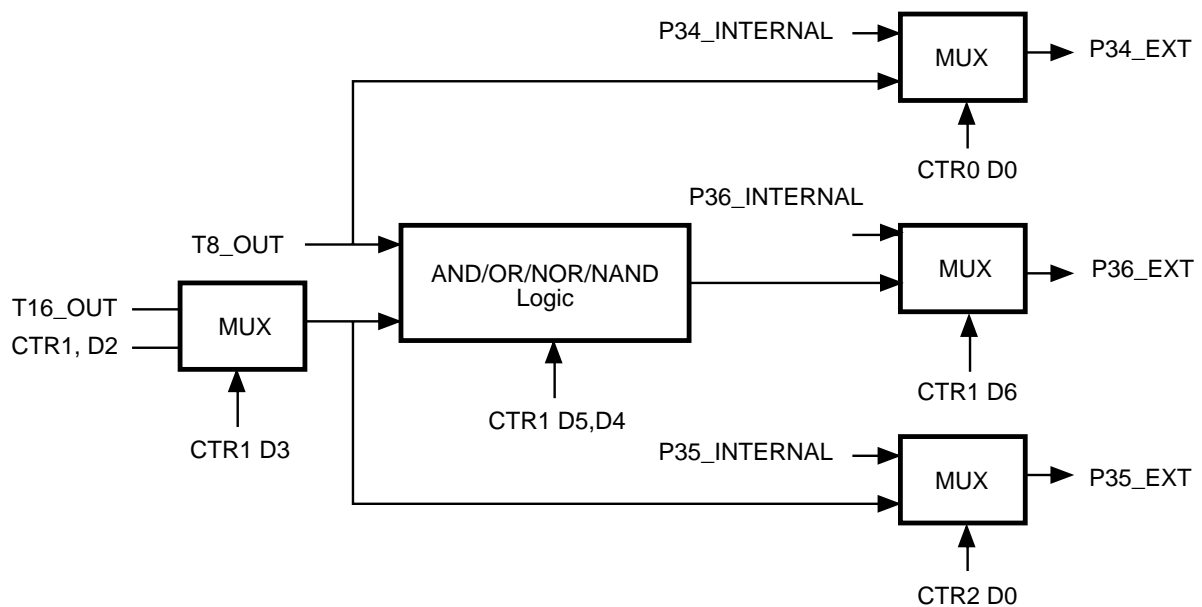 P34_INTERNAL
MUX
P34_EXT
CTR0 D0
P36_INTERNAL
T8_OUT
AND/OR/NOR/NAND
Logic
MUX
P36_EXT
T16_OUT
MUX
CTR1, D2
CTR1 D6
CTR1 D5,D4
CTR1 D3
P35_INTERNAL
MUX
P35_EXT
CTR2 D0